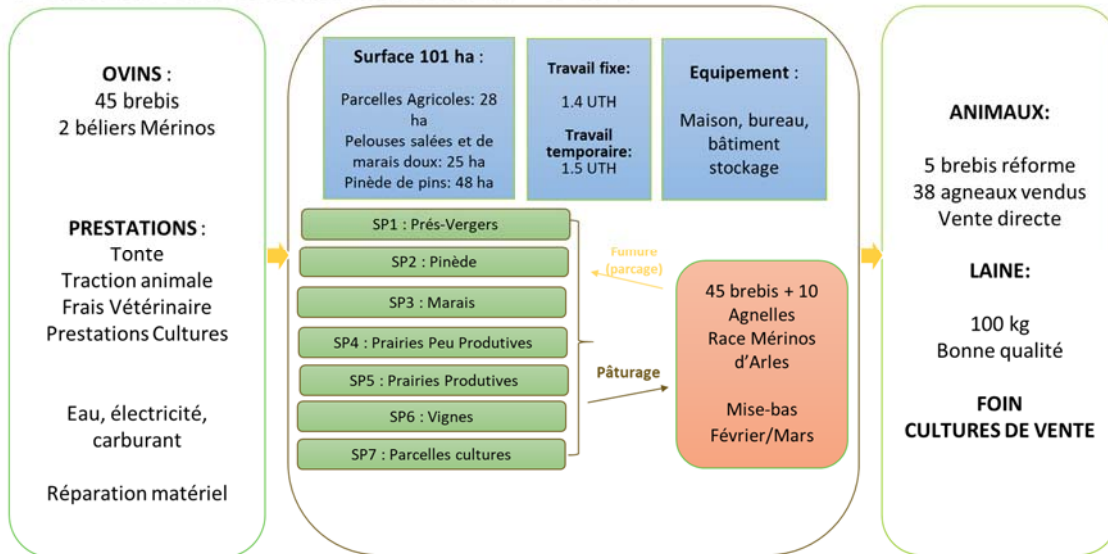 OVINS :
45 brebis
2 béliers Mérinos
PRESTATIONS :
Tonte
Traction animale
Frais Vétérinaire
Prestations Cultures
Eau, électricité,
carburant
Réparation matériel
Surface 101 ha :
Parcelles Agricoles: 28
ha
Pelouses salées et de
marais doux: 25 ha
Pinède de pins: 48 ha
Travail fixe:
1.4 UTH
Travail
temporaire:
1.5 UTH
Equipement :
Maison, bureau,
bâtiment
stockage
SP1 : Prés-Vergers
SP2 : Pinède
SP3 : Marais
SP4 : Prairies Peu Produtives
SP5 : Prairies Produtives
SP6 : Vignes
SP7 : Parcelles cultures
Fumure
(parcage)
Pâturage
45 brebis + 10
Agnelles
Race Mérinos
d'Arles
Mise-bas
Février/Mars
ANIMAUX:
5 brebis réforme
38 agneaux vendus
Vente directe
LAINE:
100 kg
Bonne qualité
FOIN
CULTURES DE VENTE